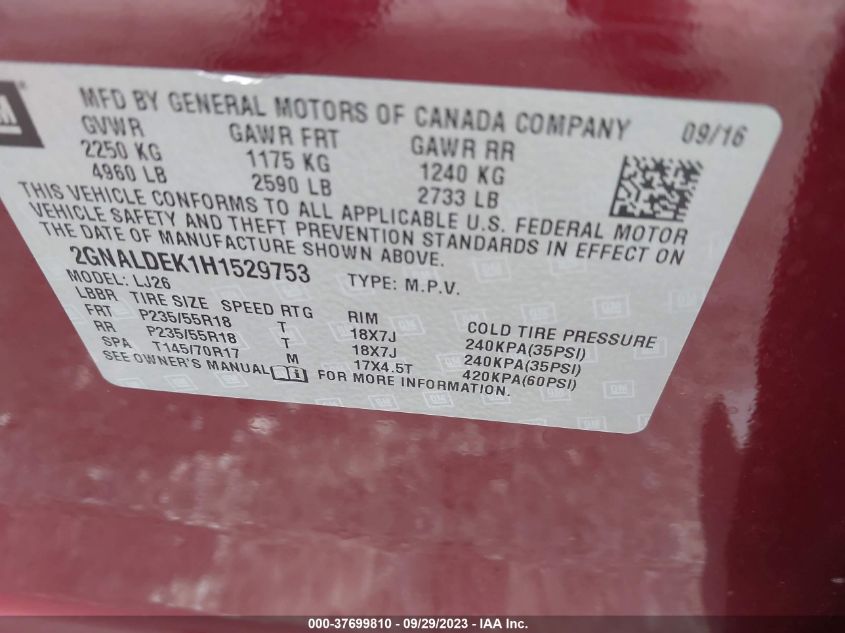 GM
MFD BY GENERAL MOTORS OF CANADA COMPANY 09/16
GVWR GAWR FRT GAWR RR
2250 KG 1175 KG 1240 KG
4960 LB 2590 LB 2733 LB
THIS VEHICLE CONFORMS TO ALL APPLICABLE U.S. FEDERAL MOTOR
VEHICLE SAFETY AND THEFT PREVENTION STANDARDS IN EFFECT ON
THE DATE OF MANUFACTURE SHOWN ABOVE.
2GNALDEK1H1529753 TYPE: M.P.V.
MODEL: LJ26
LBBR TIRE SIZE SPEED RTG RIM COLD TIRE PRESSURE
FRT P235/55R18 T 18X7J 240KPA(35PSI)
RR P235/55R18 T 18X7J 240KPA(35PSI)
SPA T145/70R17 M 17X4.5T 420KPA(60PSI)
SEE OWNER'S MANUAL FOR MORE INFORMATION.
000-37699810 - 09/29/2023 - IAA Inc.